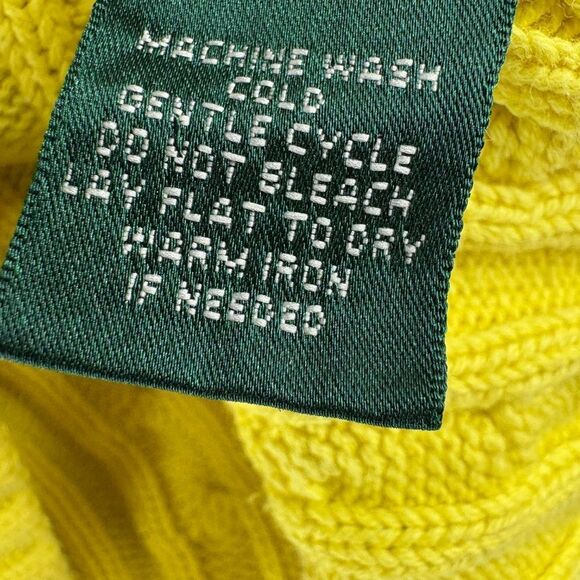 MACHINE WASH
COLD
GENTLE CYCLE
DO NOT BLEACH
LAY FLAT TO DRY
WARM IRON
IF NEEDED